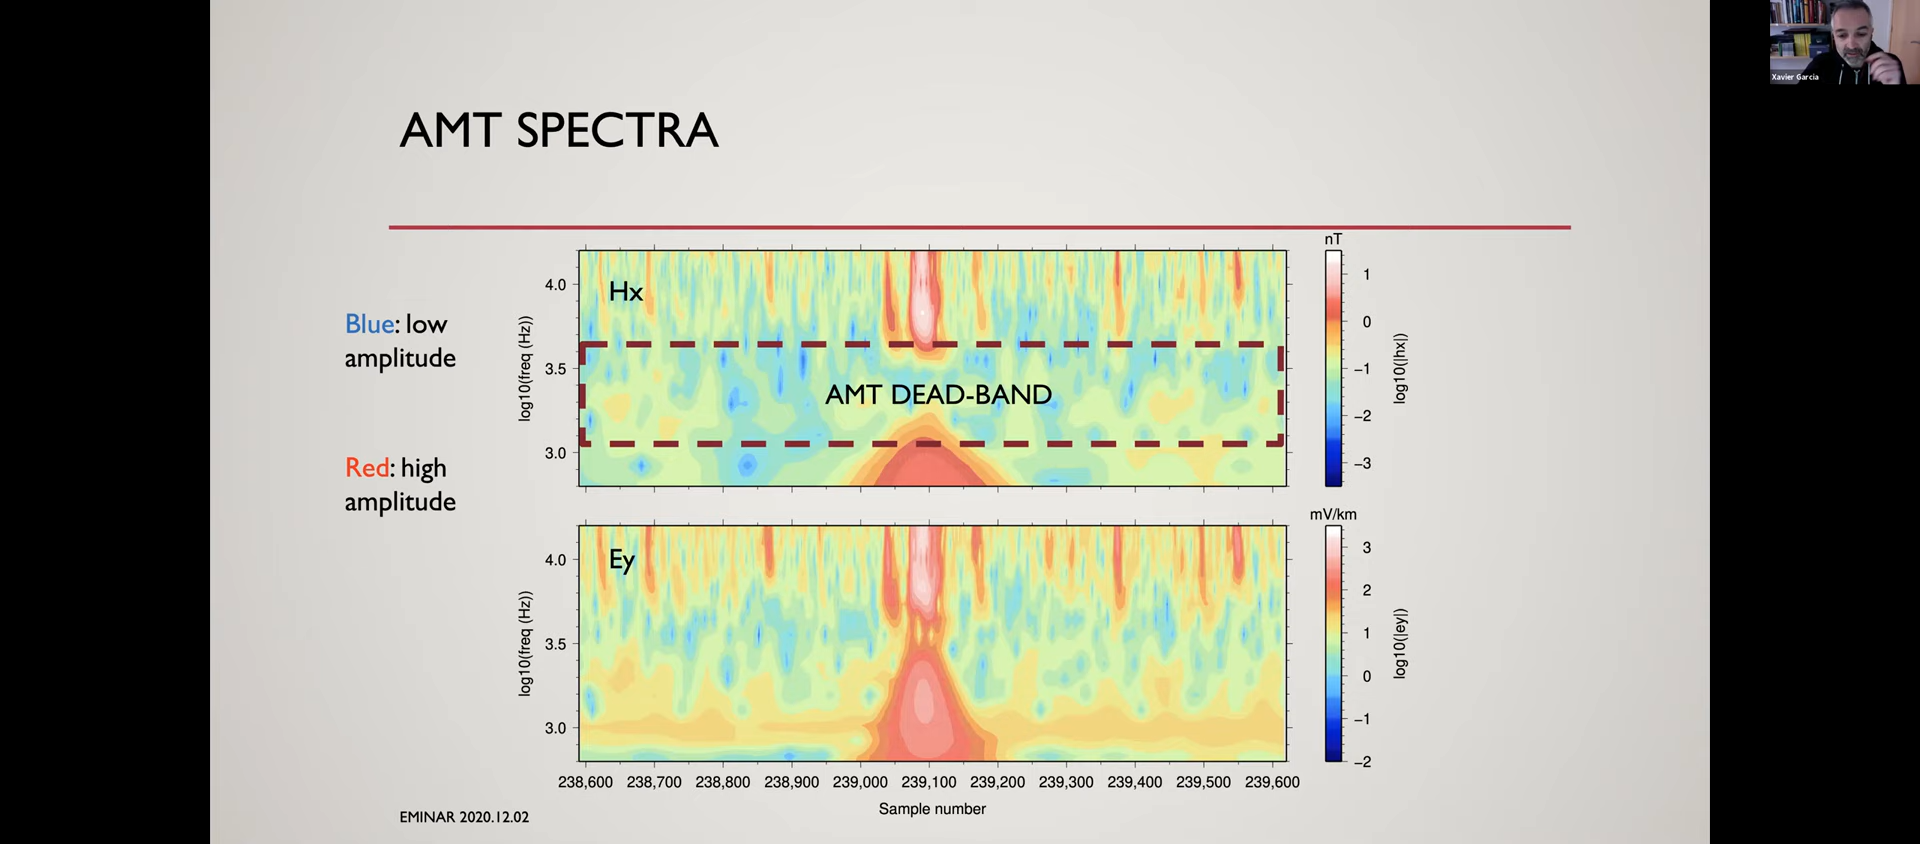 Xavier Garcia
AMT SPECTRA
Blue: low
amplitude
Red: high
amplitude
nT
4.0
3.5
3.0
log10(freq (Hz))
Hx
AMT DEAD-BAND
1
0
−1
−2
−3
log10(|hx|)
mV/km
4.0
3.5
3.0
log10(freq (Hz))
Ey
3
2
1
0
−1
−2
log10(|ey|)
238,600 238,700 238,800 238,900 239,000 239,100 239,200 239,300 239,400 239,500 239,600
Sample number
EMINAR 2020.12.02